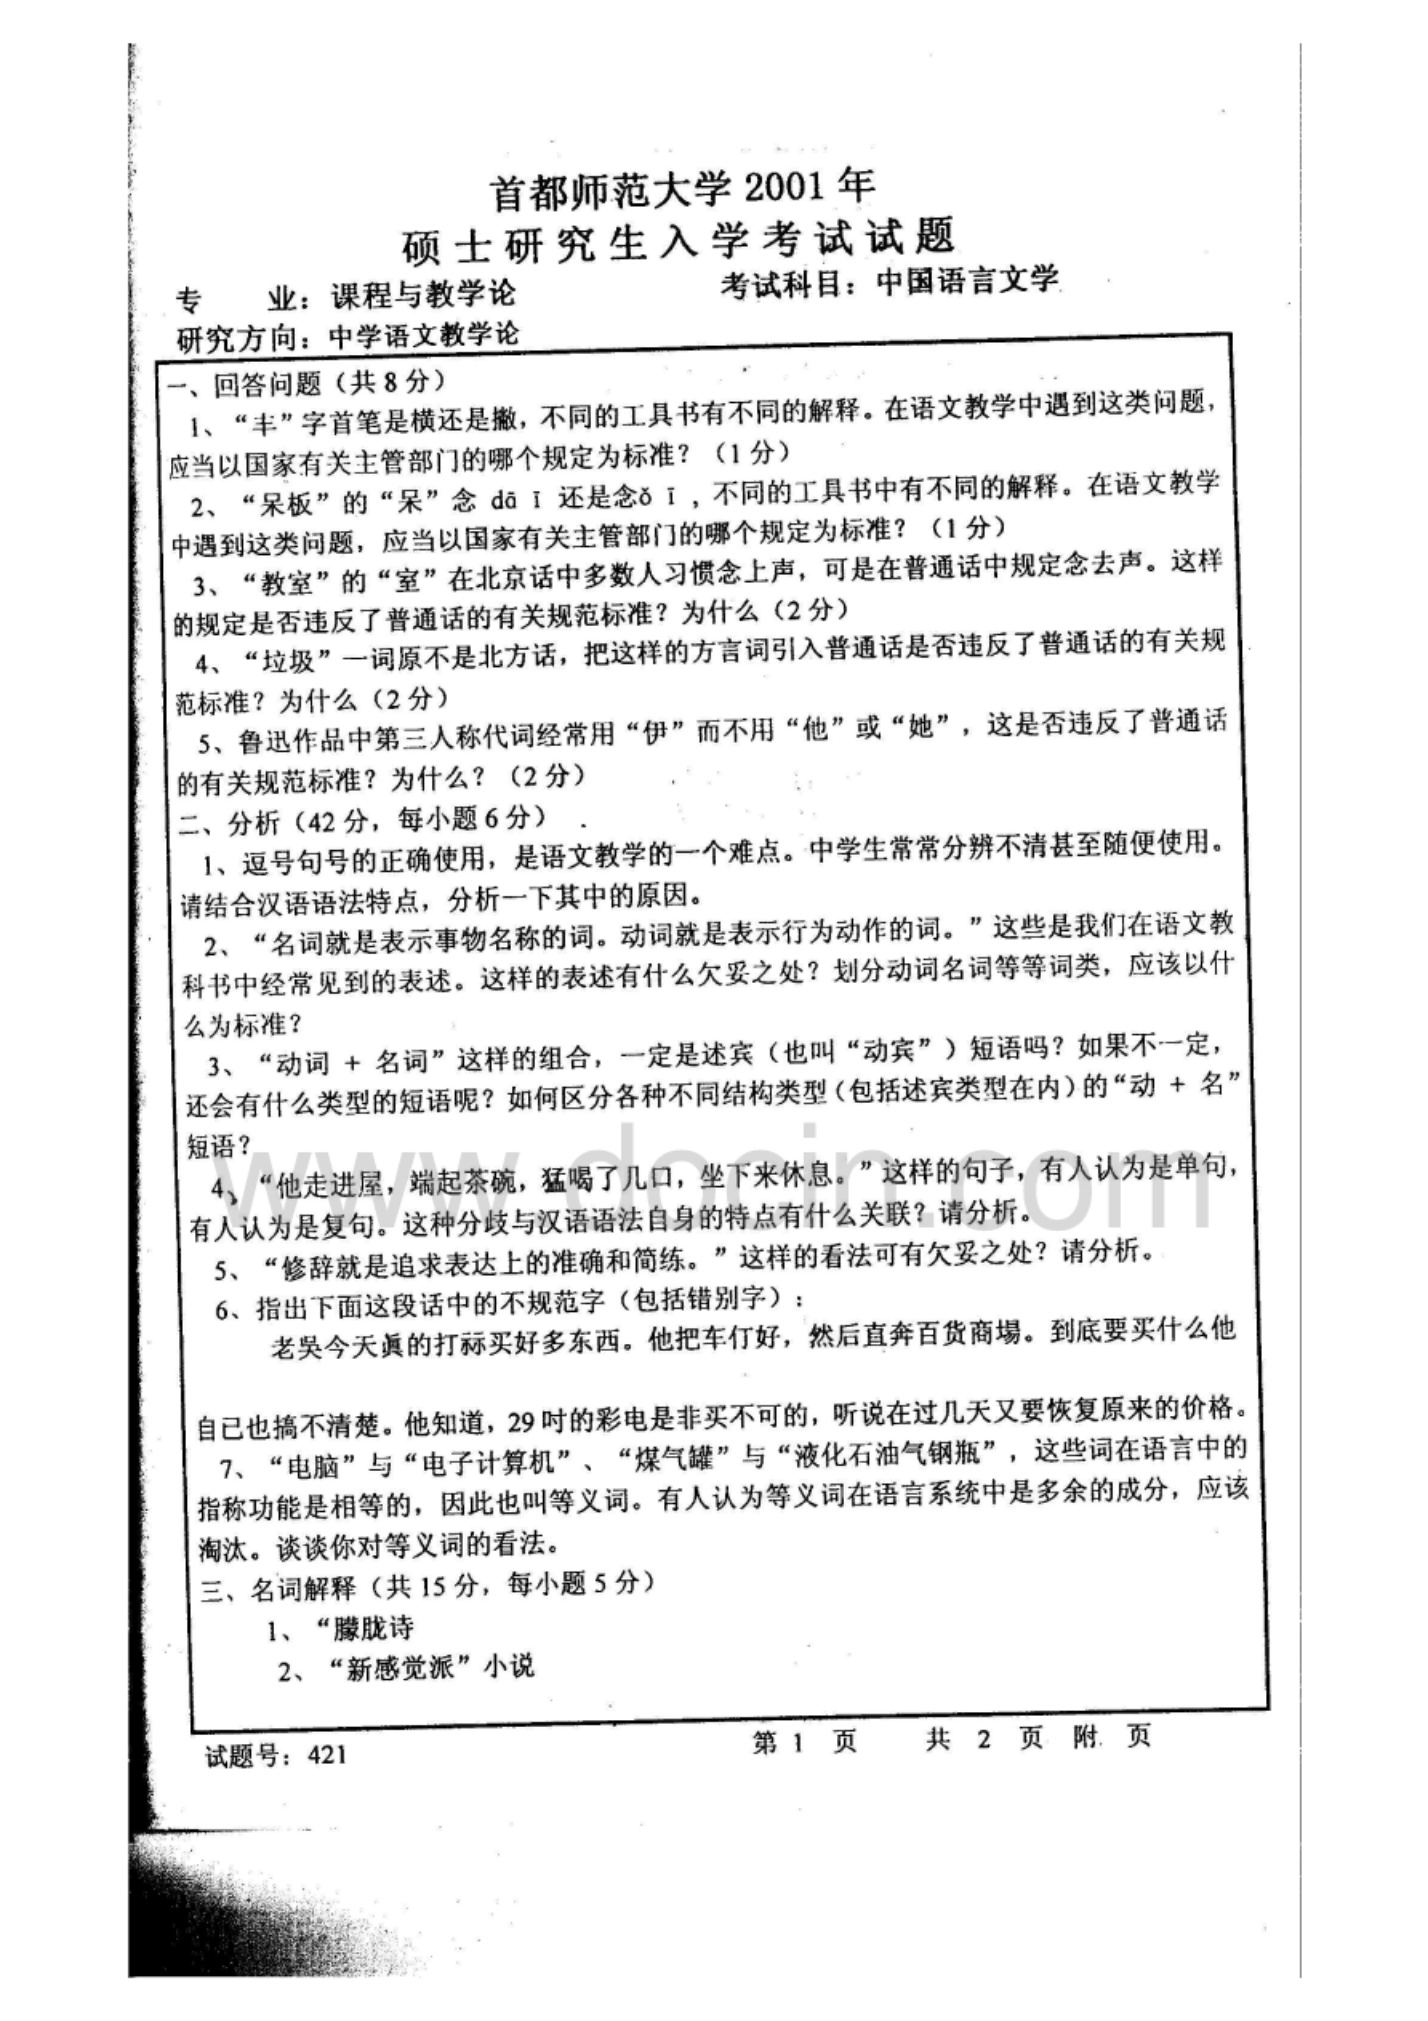 首都师范大学 2001 年
硕士研究生入学考试试题
专　　业：课程与教学论　　考试科目：中国语言文学
研究方向：中学语文教学论
一、回答问题（共 8 分）
1、“丰”字首笔是横还是撇，不同的工具书有不同的解释。在语文教学中遇到这类问题，
应当以国家有关主管部门的哪个规定为标准？（1 分）
2、“呆板”的“呆”念 dāi 还是念ǒi，不同的工具书中有不同的解释。在语文教学
中遇到这类问题，应当以国家有关主管部门的哪个规定为标准？（1 分）
3、“教室”的“室”在北京话中多数人习惯念上声，可是在普通话中规定念去声。这样
的规定是否违反了普通话的有关规范标准？为什么（2 分）
4、“垃圾”一词原不是北方话，把这样的方言词引入普通话是否违反了普通话的有关规
范标准？为什么（2 分）
5、鲁迅作品中第三人称代词经常用“伊”而不用“他”或“她”，这是否违反了普通话
的有关规范标准？为什么？（2 分）
二、分析（42 分，每小题 6 分）
1、逗号句号的正确使用，是语文教学的一个难点。中学生常常分辨不清甚至随便使用。
请结合汉语语法特点，分析一下其中的原因。
2、“名词就是表示事物名称的词。动词就是表示行为动作的词。”这些是我们在语文教
科书中经常见到的表述。这样的表述有什么欠妥之处？划分动词名词等等词类，应该以什
么为标准？
3、“动词 + 名词”这样的组合，一定是述宾（也叫“动宾”）短语吗？如果不一定，
还会有什么类型的短语呢？如何区分各种不同结构类型（包括述宾类型在内）的“动 + 名”
短语？
4、“他走进屋，端起茶碗，猛喝了几口，坐下来休息。”这样的句子，有人认为是单句，
有人认为是复句。这种分歧与汉语语法自身的特点有什么关联？请分析。
5、“修辞就是追求表达上的准确和简练。”这样的看法可有欠妥之处？请分析。
6、指出下面这段话中的不规范字（包括错别字）：
老吳今天眞的打祘买好多东西。他把车仃好，然后直奔百货商場。到底要买什么他
自已也搞不清楚。他知道，29 吋的彩电是非买不可的，听说在过几天又要恢复原来的价格。
7、“电脑”与“电子计算机”、“煤气罐”与“液化石油气钢瓶”，这些词在语言中的
指称功能是相等的，因此也叫等义词。有人认为等义词在语言系统中是多余的成分，应该
淘汰。谈谈你对等义词的看法。
三、名词解释（共 15 分，每小题 5 分）
1、“朦胧诗
2、“新感觉派”小说
试题号：421　　第 1 页　共 2 页 附 页
www.docin.com